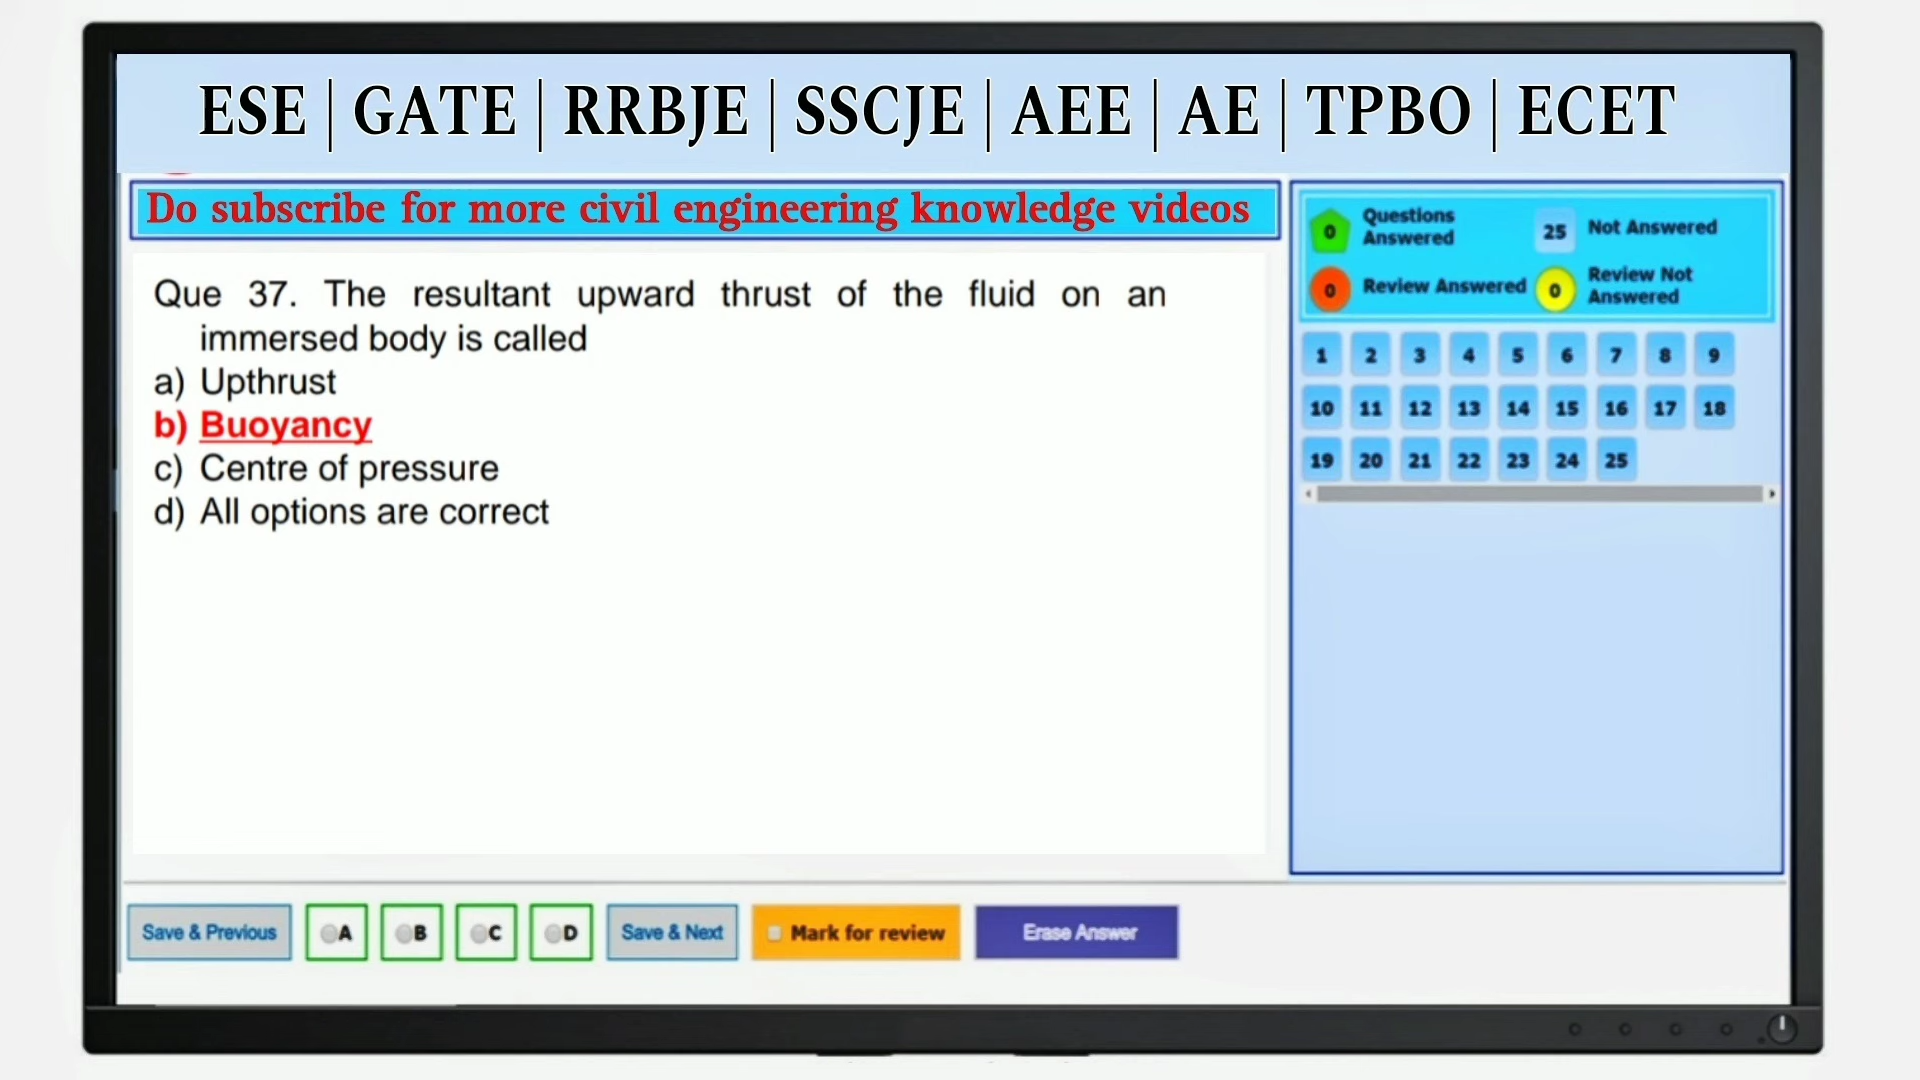 ESE | GATE | RRBJE | SSCJE | AEE | AE | TPBO | ECET
Do subscribe for more civil engineering knowledge videos
Que 37. The resultant upward thrust of the fluid on an
immersed body is called
a) Upthrust
b) Buoyancy
c) Centre of pressure
d) All options are correct
0 Questions Answered
25 Not Answered
0 Review Answered
0 Review Not Answered
1 2 3 4 5 6 7 8 9
10 11 12 13 14 15 16 17 18
19 20 21 22 23 24 25
Save & Previous A B C D Save & Next Mark for review Erase Answer